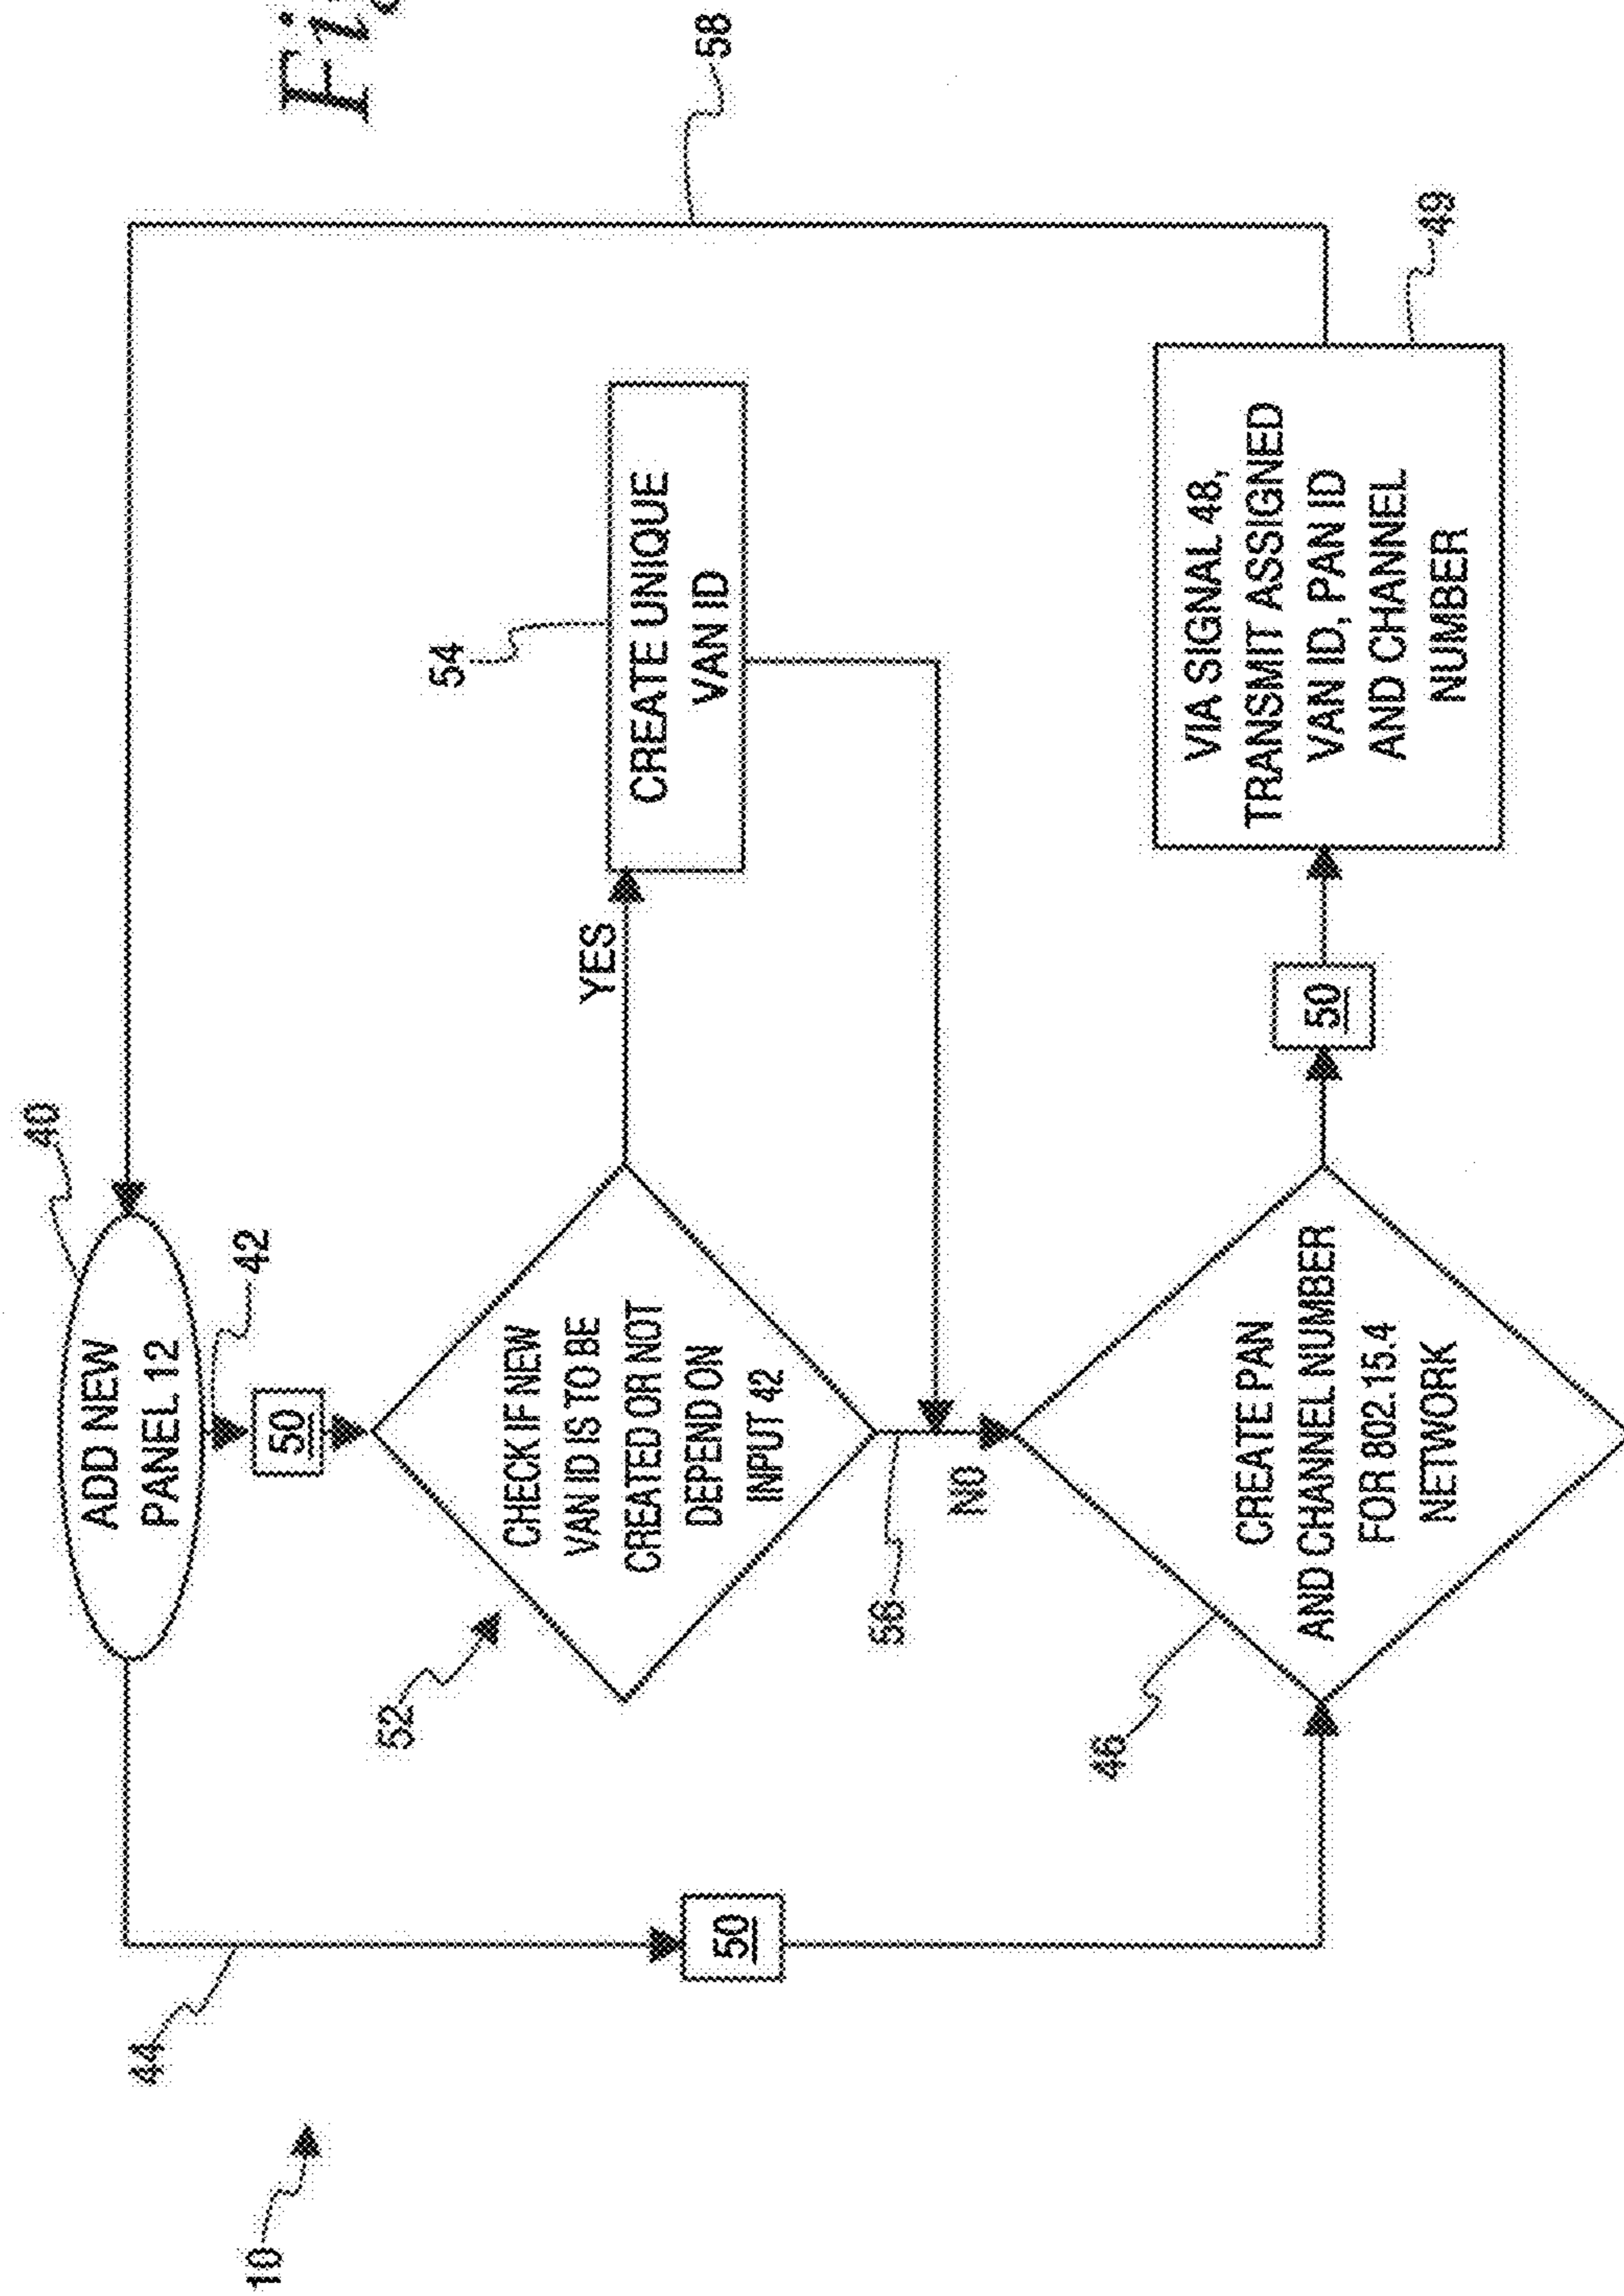 10
44
40
ADD NEW
PANEL 12
42
50
50
52
CHECK IF NEW
VAN ID IS TO BE
CREATED OR NOT
DEPEND ON
INPUT 42
YES
54
CREATE UNIQUE
VAN ID
58
56
NO
46
CREATE PAN
AND CHANNEL NUMBER
FOR 802.15.4
NETWORK
50
VIA SIGNAL 48,
TRANSMIT ASSIGNED
VAN ID, PAN ID
AND CHANNEL
NUMBER
49